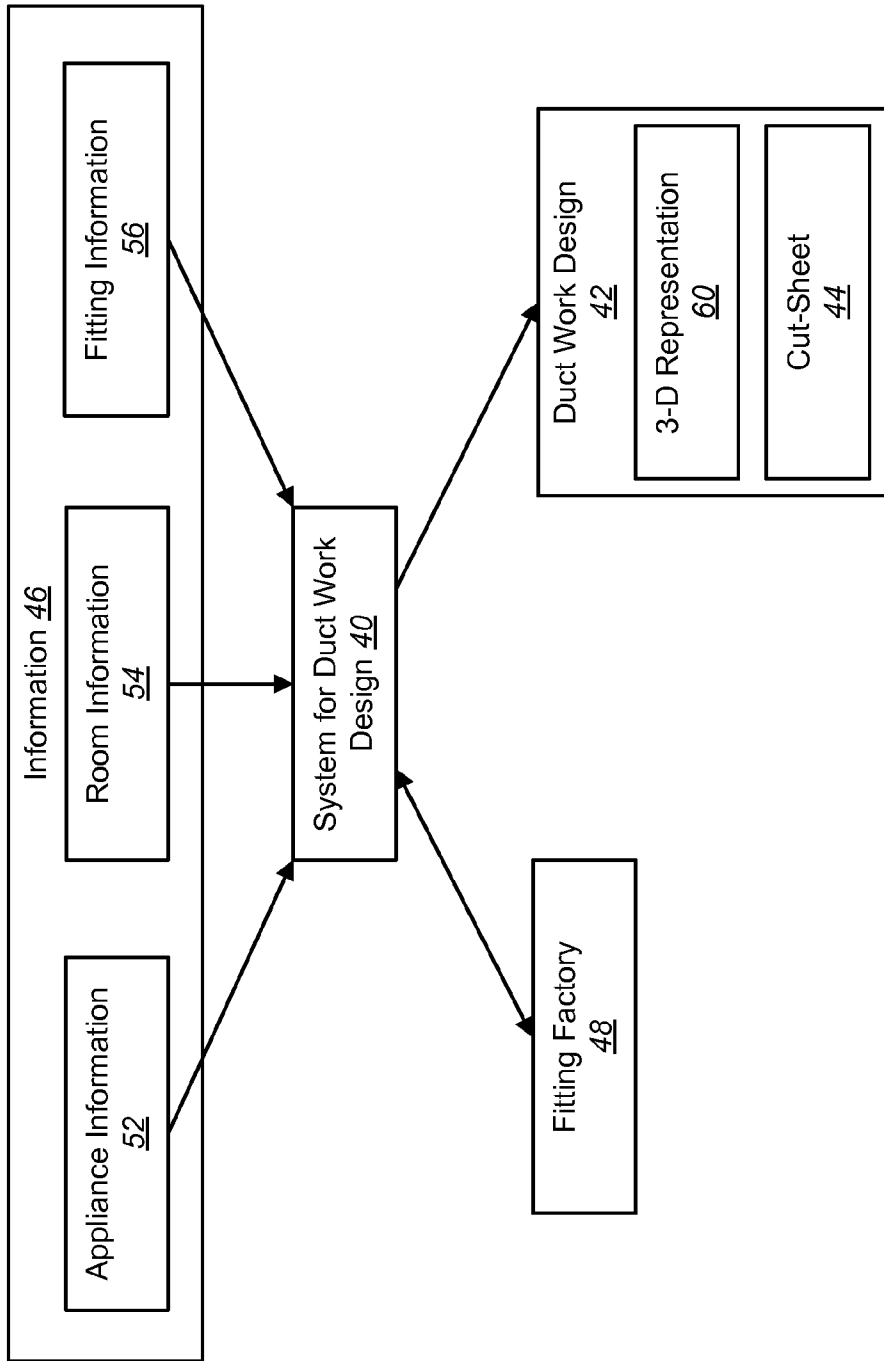 Information 46
Appliance Information
52
Room Information
54
Fitting Information
56
System for Duct Work
Design 40
Fitting Factory
48
Duct Work Design
42
3-D Representation
60
Cut-Sheet
44